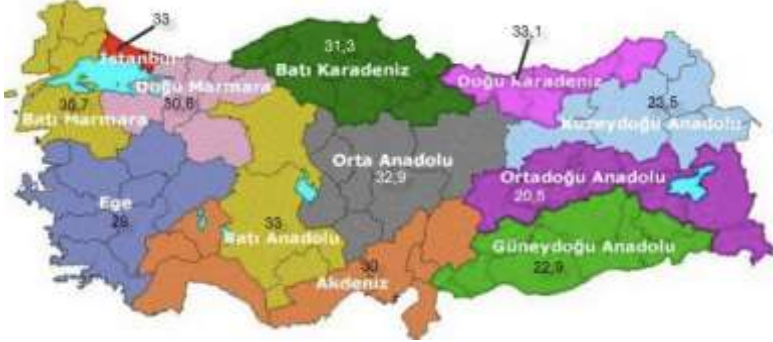 33
İstanbul
31,3
Batı Karadeniz
33,1
Doğu Karadeniz
Doğu Marmara
30,6
30,7
Batı Marmara
23,5
Kuzeydoğu Anadolu
Orta Anadolu
32,9
Ortadoğu Anadolu
20,5
Ege
28
33
Batı Anadolu
Güneydoğu Anadolu
22,9
30
Akdeniz